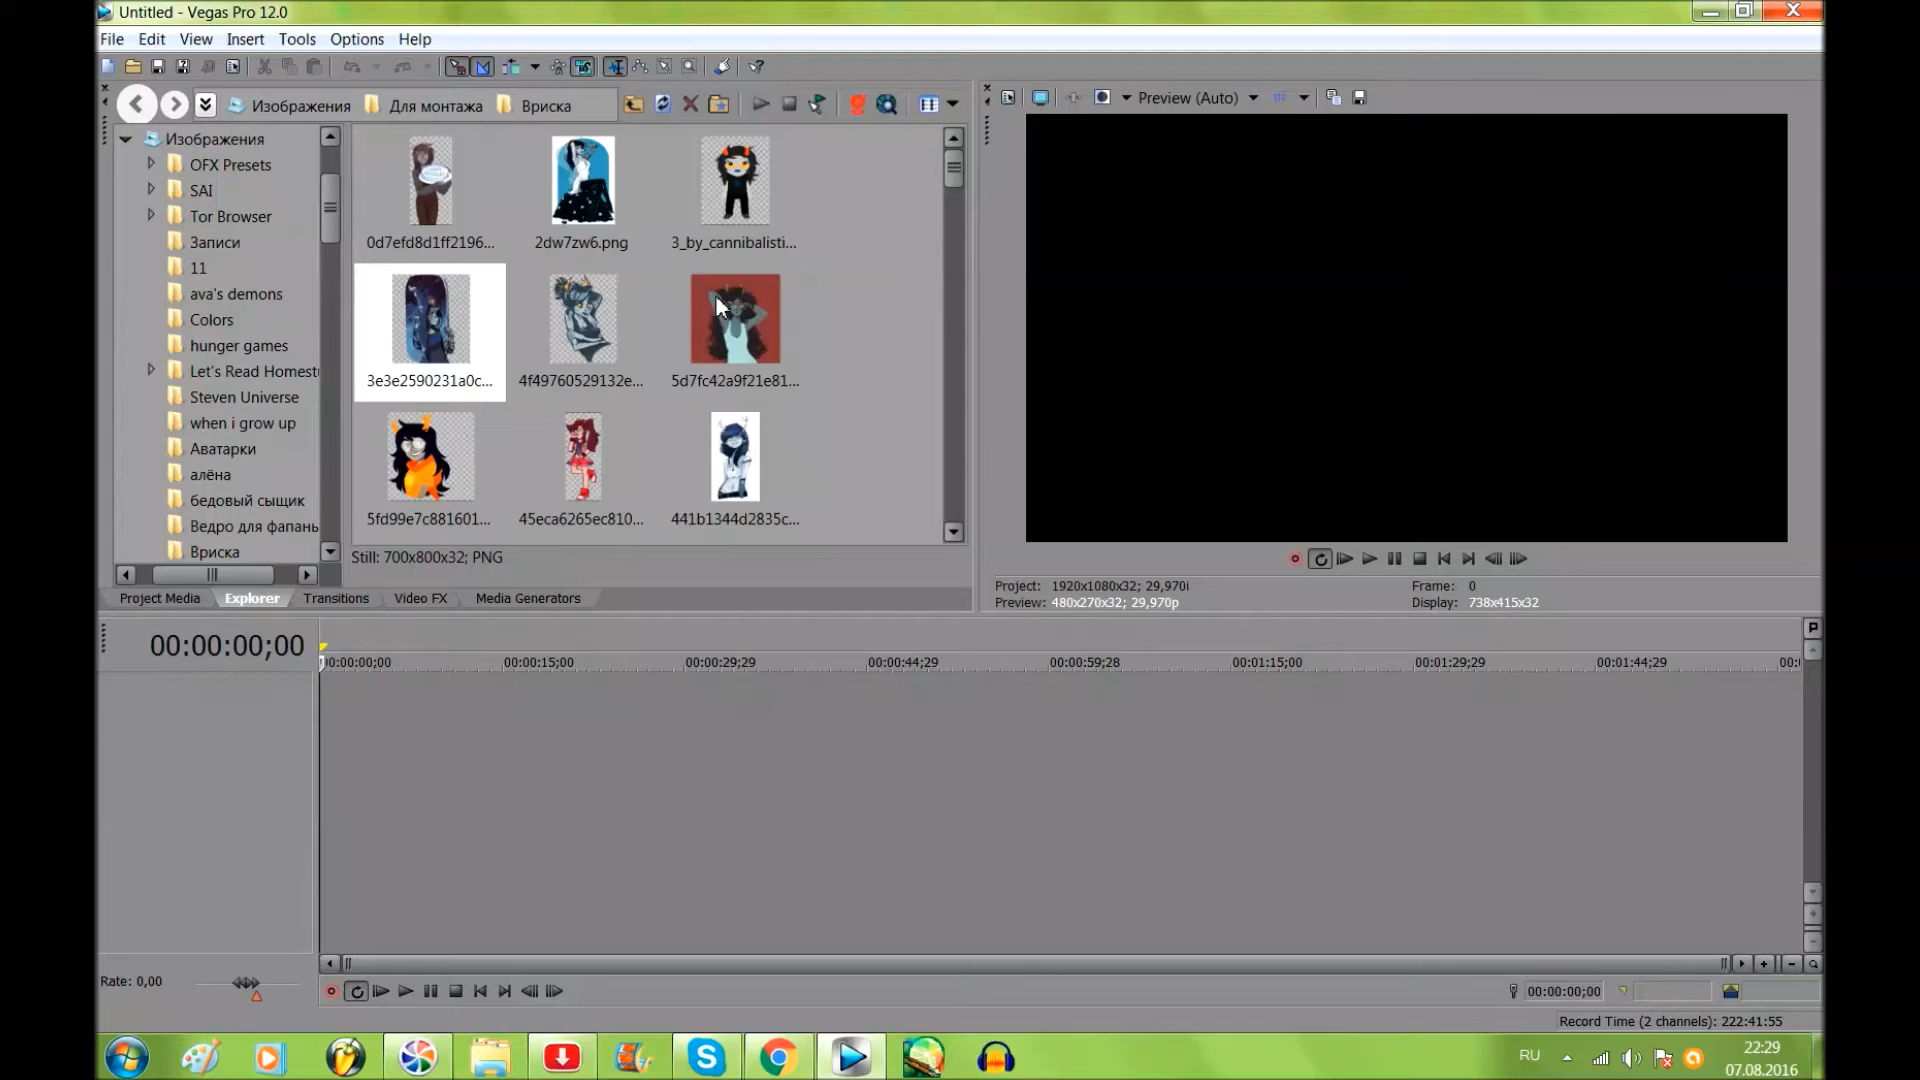 Untitled - Vegas Pro 12.0
File Edit View Insert Tools Options Help
Изображения Для монтажа Вриска
Preview (Auto)
Изображения
OFX Presets
SAI
Tor Browser
Записи
11
ava's demons
Colors
hunger games
Let's Read Homest
Steven Universe
when i grow up
Аватарки
алёна
бедовый сыщик
Ведро для фапань
Вриска
0d7efd8d1ff2196... 2dw7zw6.png 3_by_cannibalisti...
3e3e2590231a0c... 4f49760529132e... 5d7fc42a9f21e81...
5fd99e7c881601... 45eca6265ec810... 441b1344d2835c...
Still: 700x800x32; PNG
Project Media Explorer Transitions Video FX Media Generators
Project: 1920x1080x32; 29,970i Frame: 0
Preview: 480x270x32; 29,970p Display: 738x415x32
00:00:00;00
00:00:00;00 00:00:15;00 00:00:29;29 00:00:44;29 00:00:59;28 00:01:15;00 00:01:29;29 00:01:44;29 00:
Rate: 0,00
00:00:00;00
Record Time (2 channels): 222:41:55
RU
22:29
07.08.2016